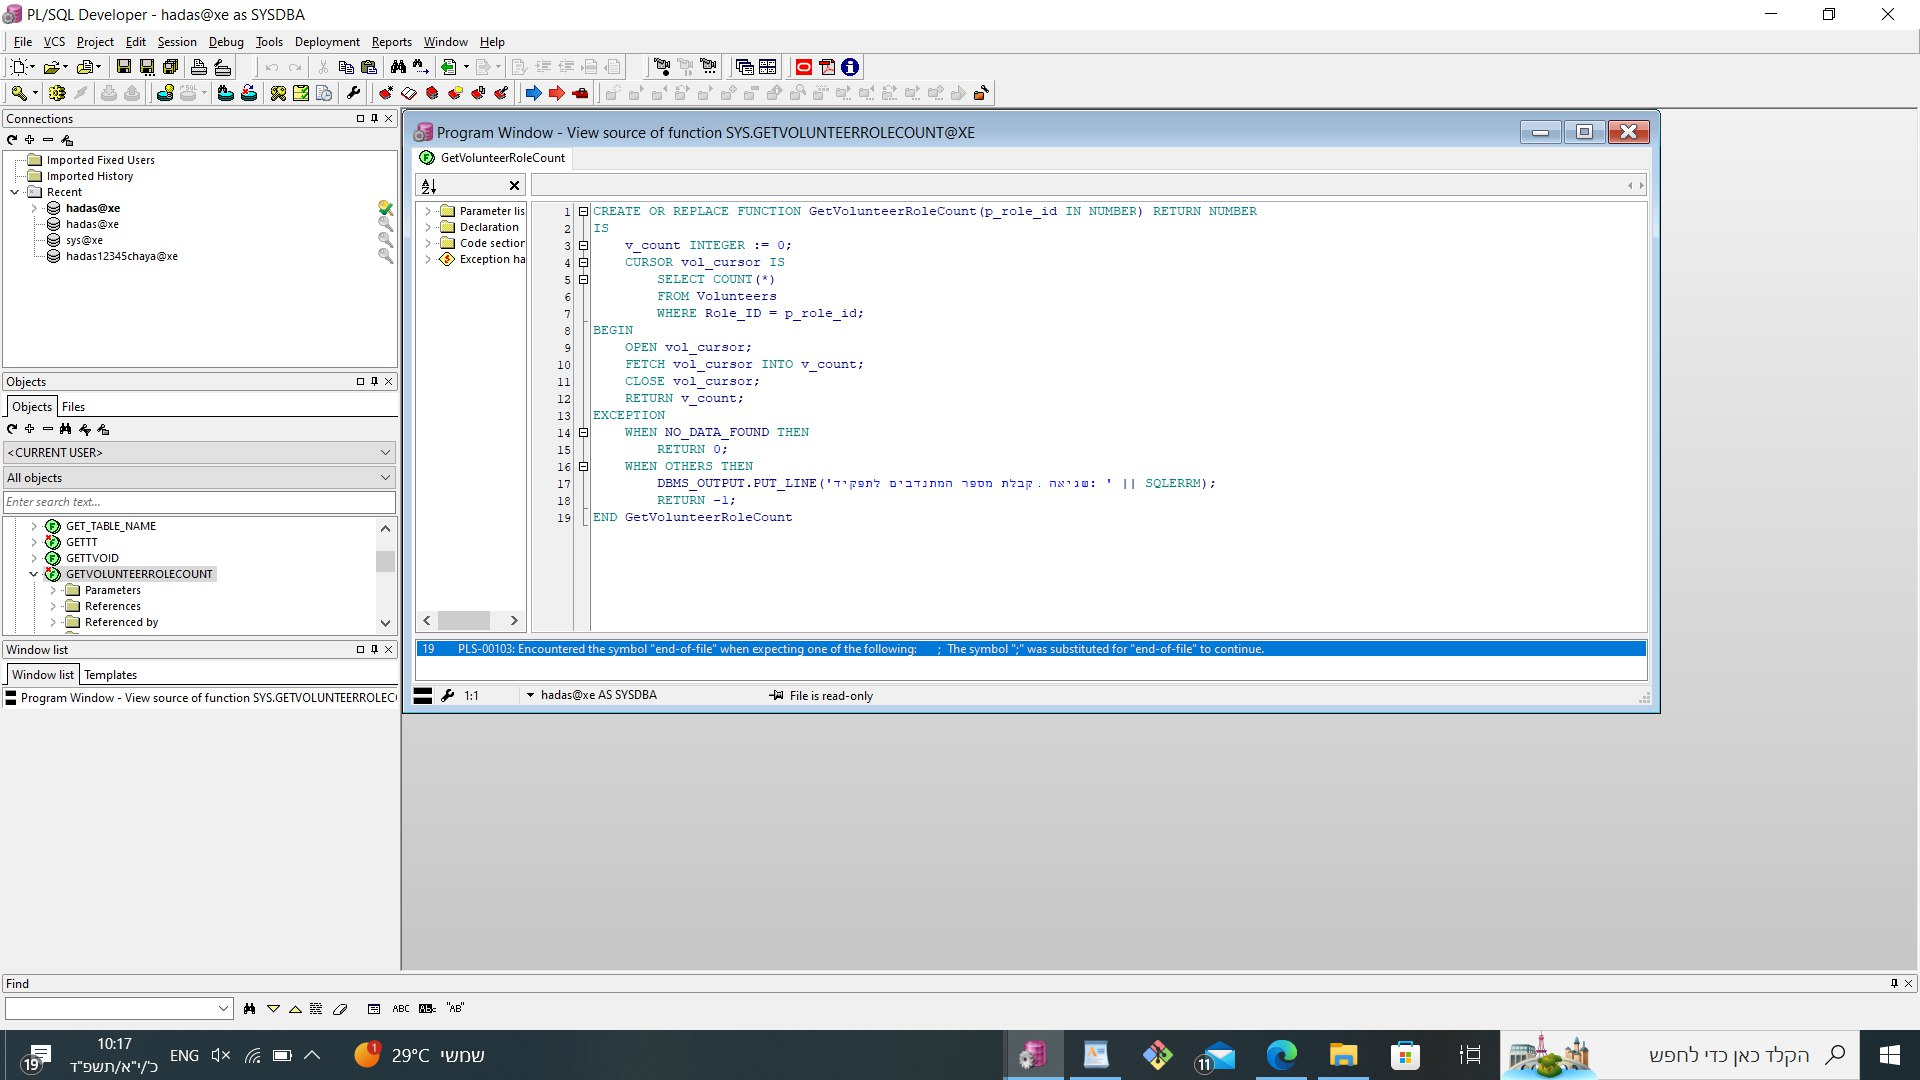 PL/SQL Developer - hadas@xe as SYSDBA
File VCS Project Edit Session Debug Tools Deployment Reports Window Help
Connections
Imported Fixed Users
Imported History
Recent
hadas@xe
hadas@xe
sys@xe
hadas12345chaya@xe
Objects
Objects Files
<CURRENT USER>
All objects
Enter search text...
GET_TABLE_NAME
GETTT
GETTVOID
GETVOLUNTEERROLECOUNT
Parameters
References
Referenced by
Window list
Window list Templates
Program Window - View source of function SYS.GETVOLUNTEERROLEC
Program Window - View source of function SYS.GETVOLUNTEERROLECOUNT@XE
GetVolunteerRoleCount
Parameter lis
Declaration
Code section
Exception ha
1 CREATE OR REPLACE FUNCTION GetVolunteerRoleCount(p_role_id IN NUMBER) RETURN NUMBER
2 IS
3 v_count INTEGER := 0;
4 CURSOR vol_cursor IS
5 SELECT COUNT(*)
6 FROM Volunteers
7 WHERE Role_ID = p_role_id;
8 BEGIN
9 OPEN vol_cursor;
10 FETCH vol_cursor INTO v_count;
11 CLOSE vol_cursor;
12 RETURN v_count;
13 EXCEPTION
14 WHEN NO_DATA_FOUND THEN
15 RETURN 0;
16 WHEN OTHERS THEN
17 DBMS_OUTPUT.PUT_LINE('שגיאה . קבלת מספר המתנדבים לתפקיד: ' || SQLERRM);
18 RETURN -1;
19 END GetVolunteerRoleCount
19 PLS-00103: Encountered the symbol "end-of-file" when expecting one of the following: ; The symbol ";" was substituted for "end-of-file" to continue.
1:1 hadas@xe AS SYSDBA File is read-only
Find
ABC "AB"
10:17
כ'/י"א/תשפ"ד
19
ENG
1
29°C שמשי
11
הקלד כאן כדי לחפש